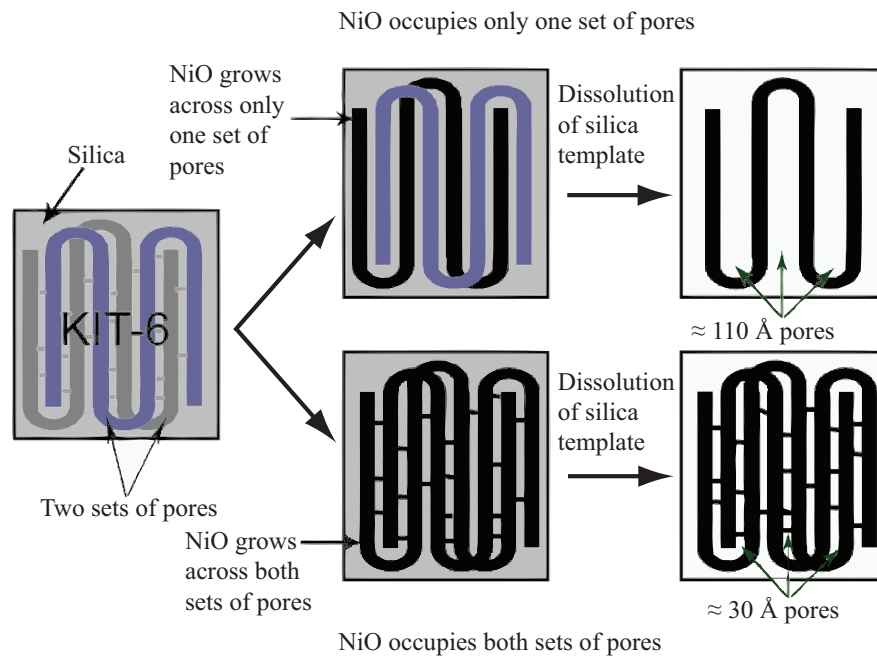 NiO occupies only one set of pores
NiO grows
across only
one set of
pores
Dissolution
of silica
template
Silica
KIT-6
≈ 110 Å pores
Two sets of pores
Dissolution
of silica
template
NiO grows
across both
sets of pores
≈ 30 Å pores
NiO occupies both sets of pores